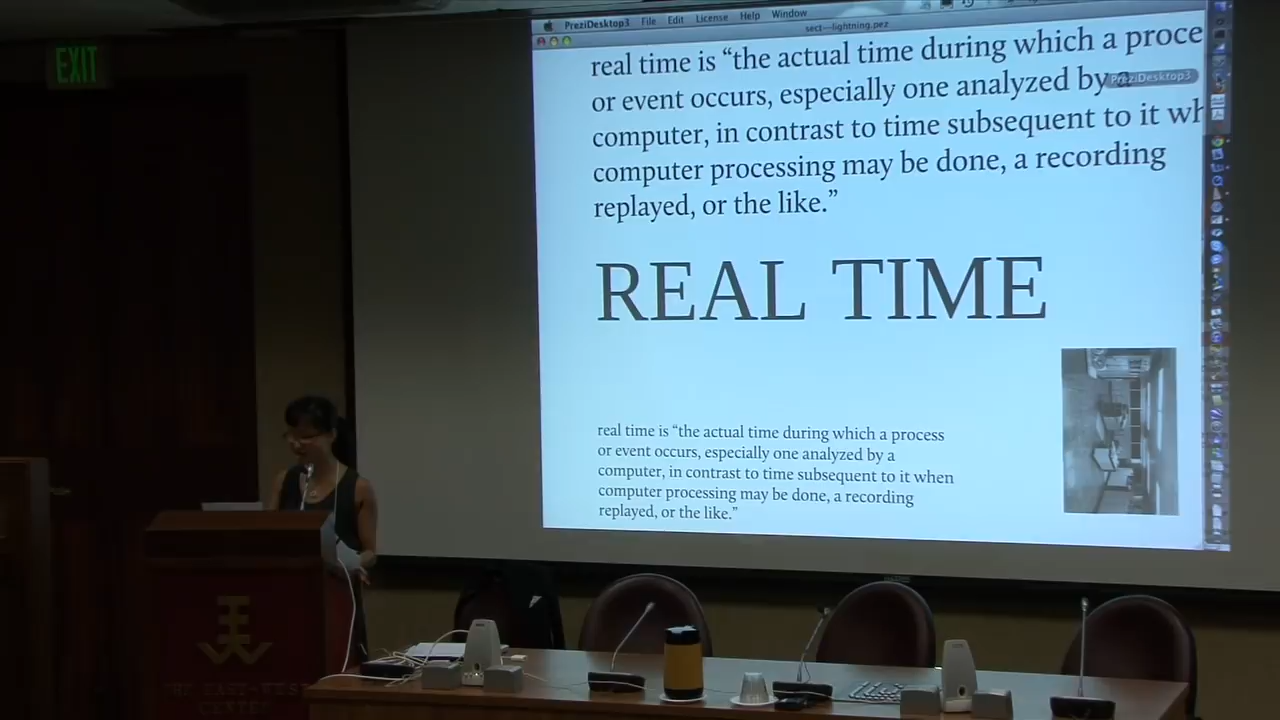 EXIT
PreziDesktop3 File Edit License Help Window
sect—lightning.pez
real time is “the actual time during which a proce
or event occurs, especially one analyzed by a
PreziDesktop3
computer, in contrast to time subsequent to it wh
computer processing may be done, a recording
replayed, or the like.”
REAL TIME
real time is “the actual time during which a process
or event occurs, especially one analyzed by a
computer, in contrast to time subsequent to it when
computer processing may be done, a recording
replayed, or the like.”
THE EAST-WEST
CENTER